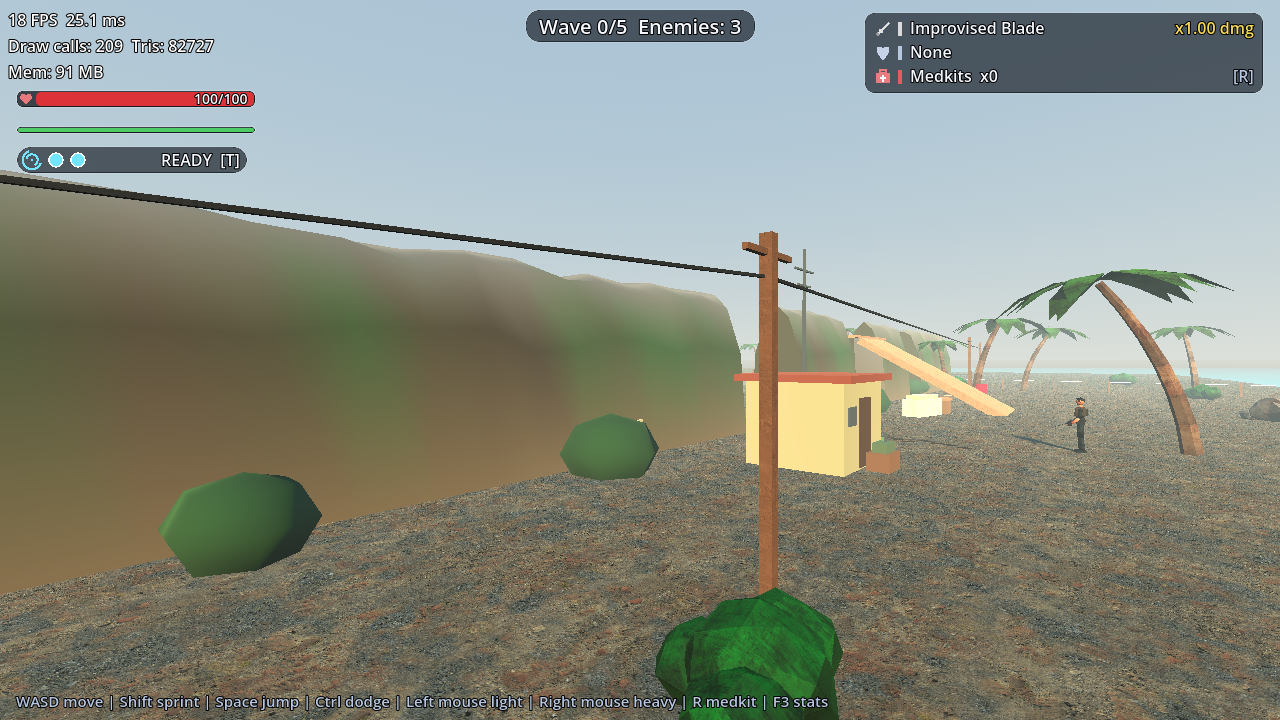 18 FPS  25.1 ms
Draw calls: 209  Tris: 82727
Mem: 91 MB
100/100
READY  [T]
Wave 0/5  Enemies: 3
Improvised Blade  x1.00 dmg
None
Medkits  x0  [R]
WASD move | Shift sprint | Space jump | Ctrl dodge | Left mouse light | Right mouse heavy | R medkit | F3 stats